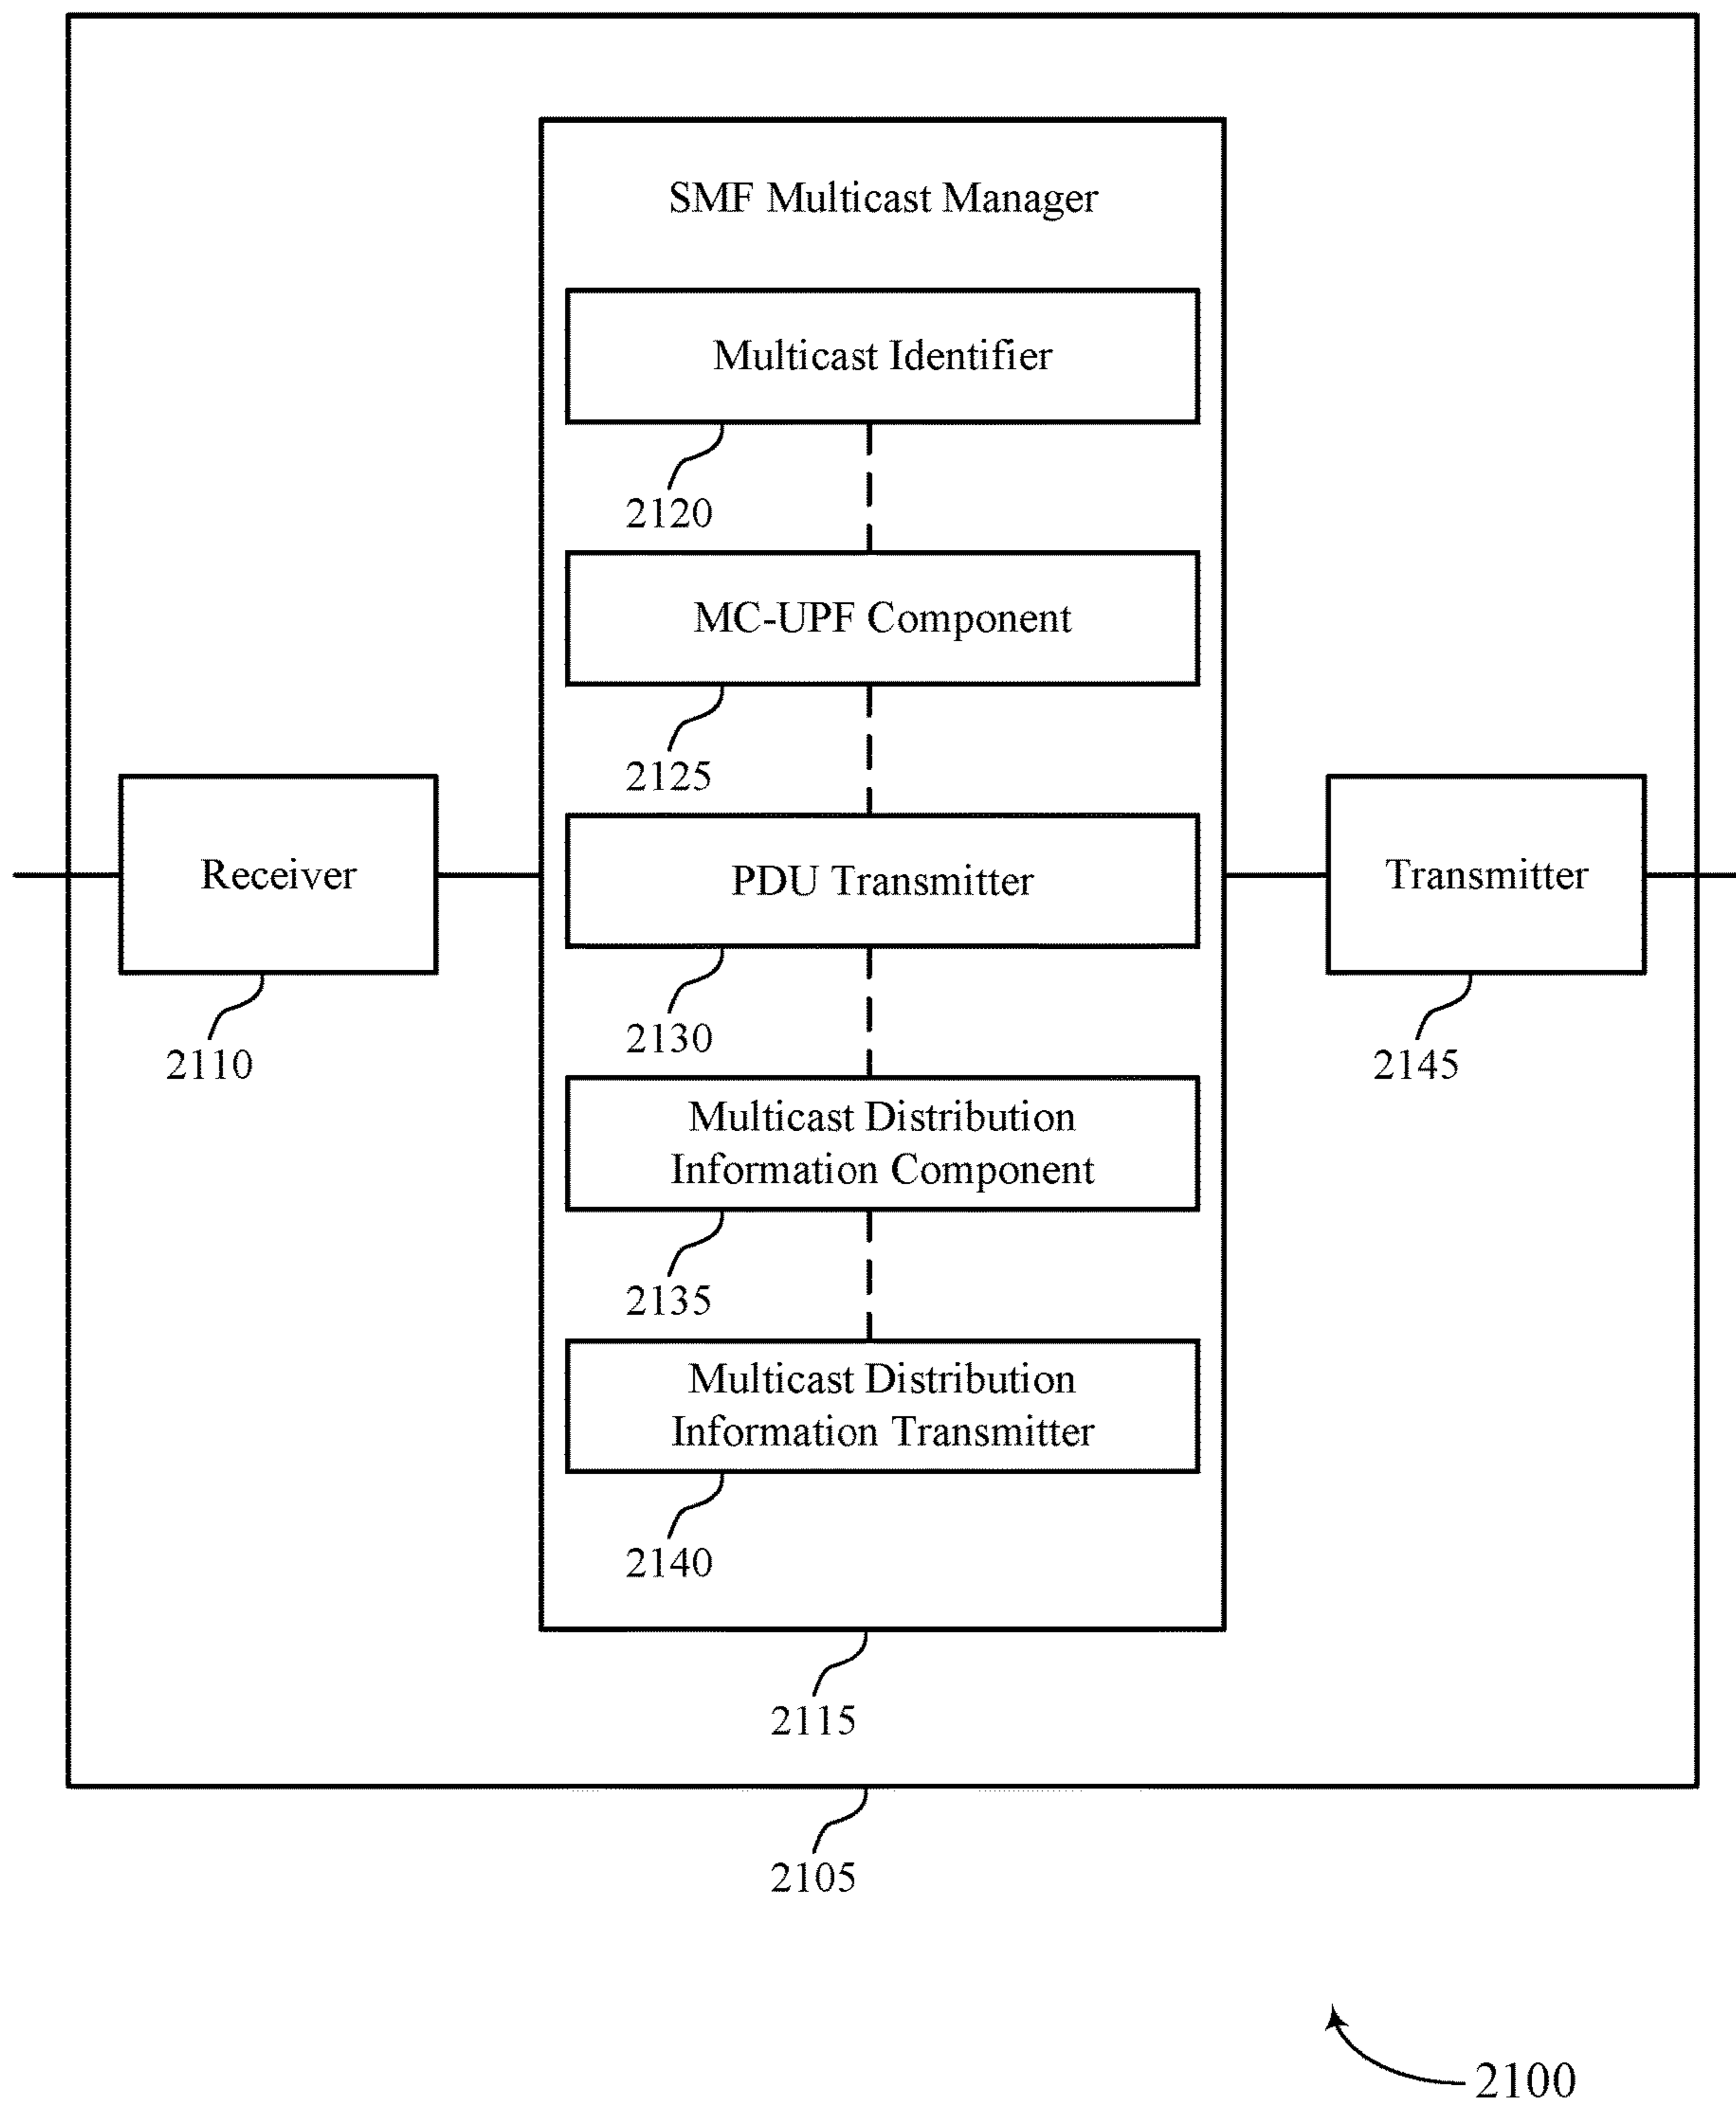 SMF Multicast Manager
Multicast Identifier
2120
MC-UPF Component
2125
Receiver
2110
PDU Transmitter
2130
Transmitter
2145
Multicast Distribution
Information Component
2135
Multicast Distribution
Information Transmitter
2140
2115
2105
2100